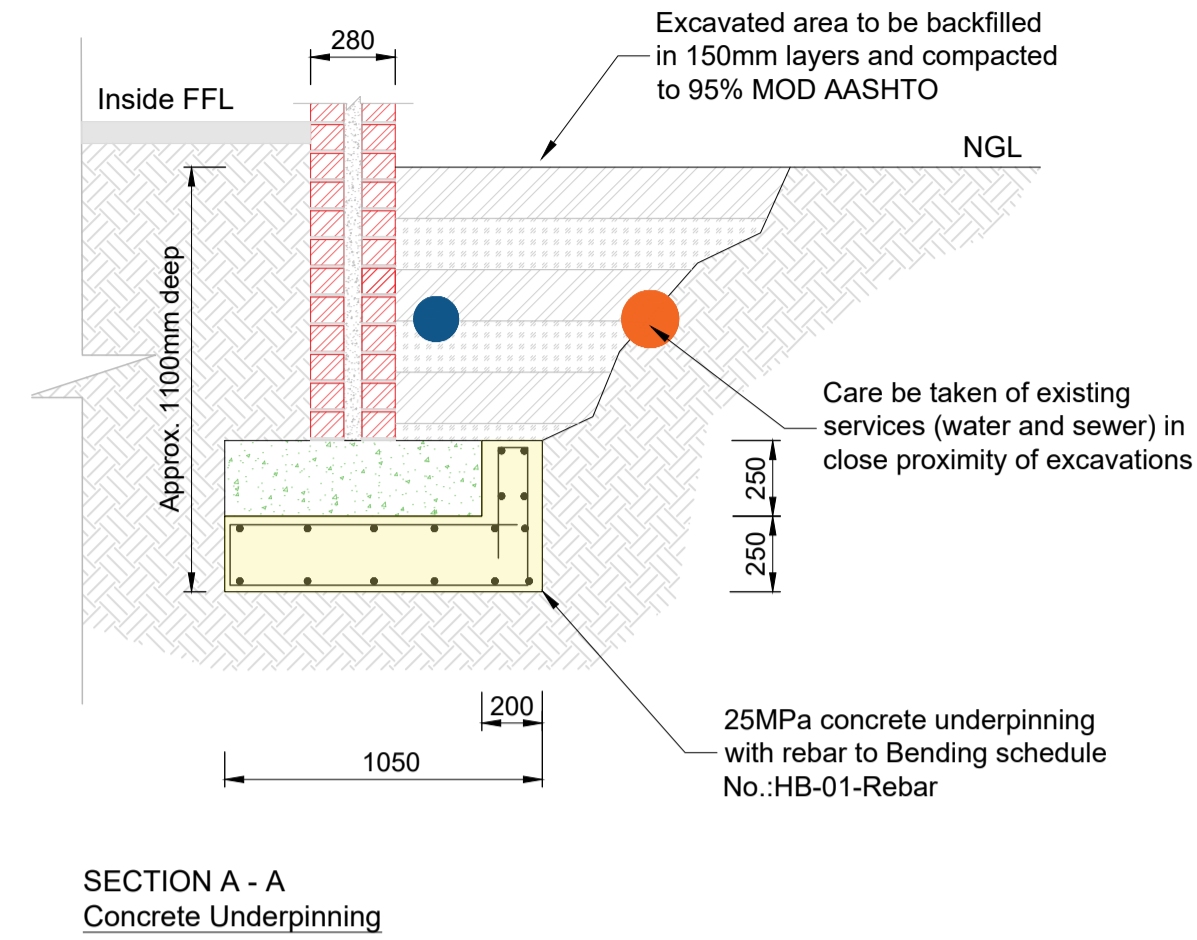 Excavated area to be backfilled
in 150mm layers and compacted
to 95% MOD AASHTO
280
Inside FFL
NGL
Approx. 1100mm deep
Care be taken of existing
services (water and sewer) in
close proximity of excavations
250
250
200
1050
25MPa concrete underpinning
with rebar to Bending schedule
No.:HB-01-Rebar
SECTION A - A
Concrete Underpinning